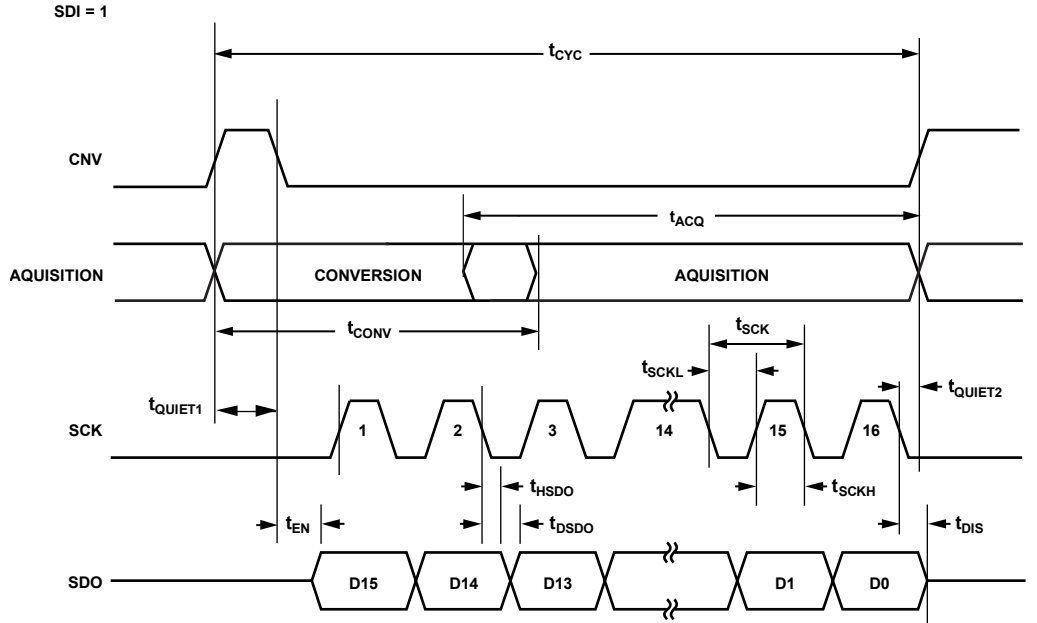 SDI = 1
tCYC
CNV
tACQ
AQUISITION
CONVERSION
AQUISITION
tCONV
tSCK
tSCKL
tQUIET1
tQUIET2
SCK
1
2
3
14
15
16
tHSDO
tSCKH
tEN
tDSDO
tDIS
SDO
D15
D14
D13
D1
D0